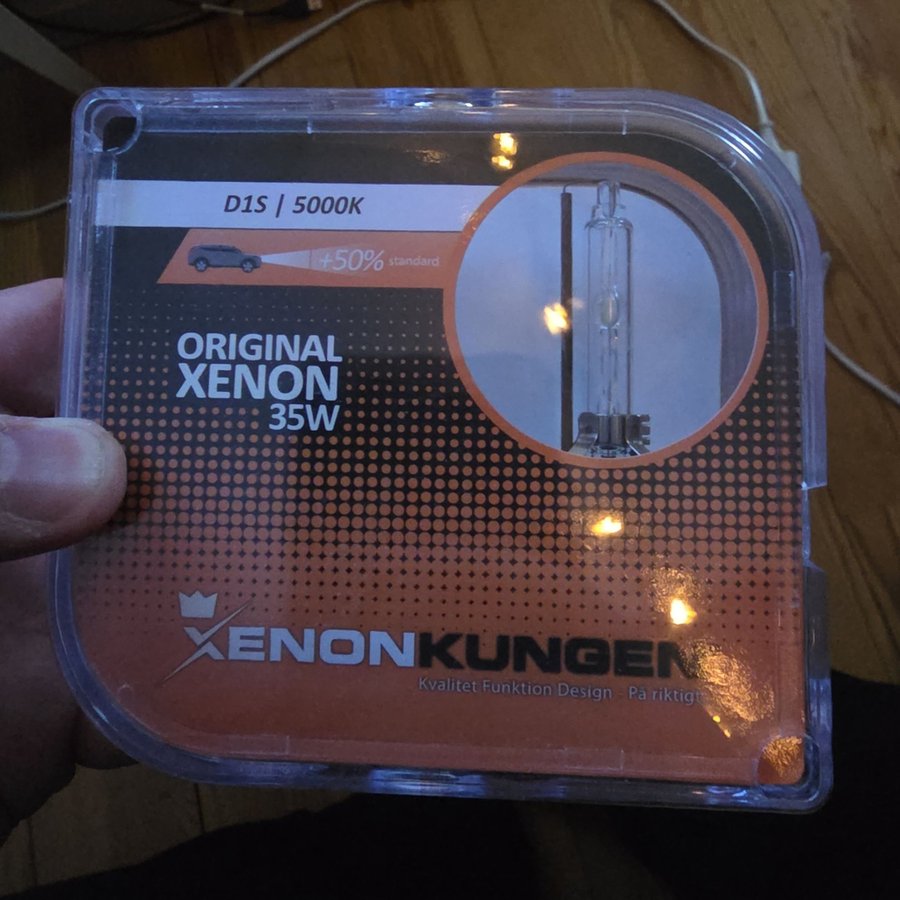 D1S | 5000K
+50% standard
ORIGINAL
XENON
35W
XENONKUNGEN
Kvalitet Funktion Design - På riktigt